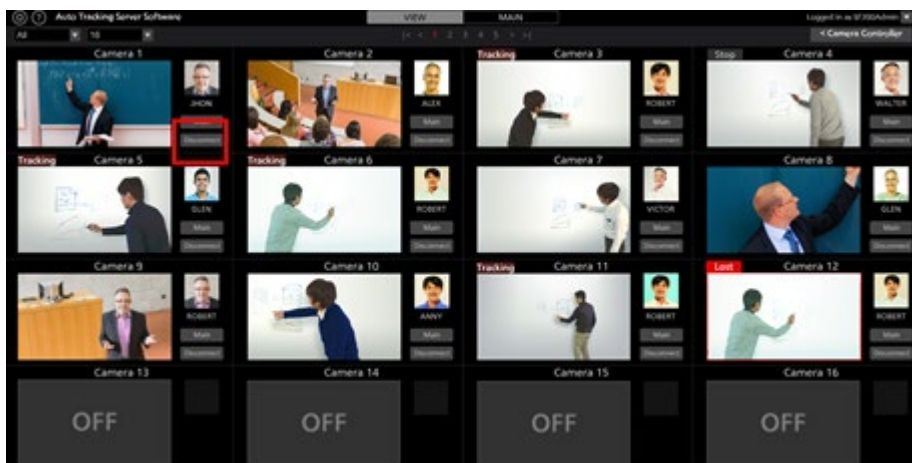 Auto Tracking Server Software
VIEW
MAIN
Logged in as SF200Admin
All
16
|< < 1 2 3 4 5 > >|
< Camera Controller
Camera 1
JHON
Main
Disconnect
Camera 2
ALEX
Main
Disconnect
Tracking
Camera 3
ROBERT
Main
Disconnect
Stop
Camera 4
WALTER
Main
Disconnect
Tracking
Camera 5
GLEN
Main
Disconnect
Tracking
Camera 6
ROBERT
Main
Disconnect
Camera 7
VICTOR
Main
Disconnect
Camera 8
GLEN
Main
Disconnect
Camera 9
ROBERT
Main
Disconnect
Camera 10
ANNY
Main
Disconnect
Tracking
Camera 11
ROBERT
Main
Disconnect
Lost
Camera 12
ROBERT
Main
Disconnect
Camera 13
OFF
Camera 14
OFF
Camera 15
OFF
Camera 16
OFF